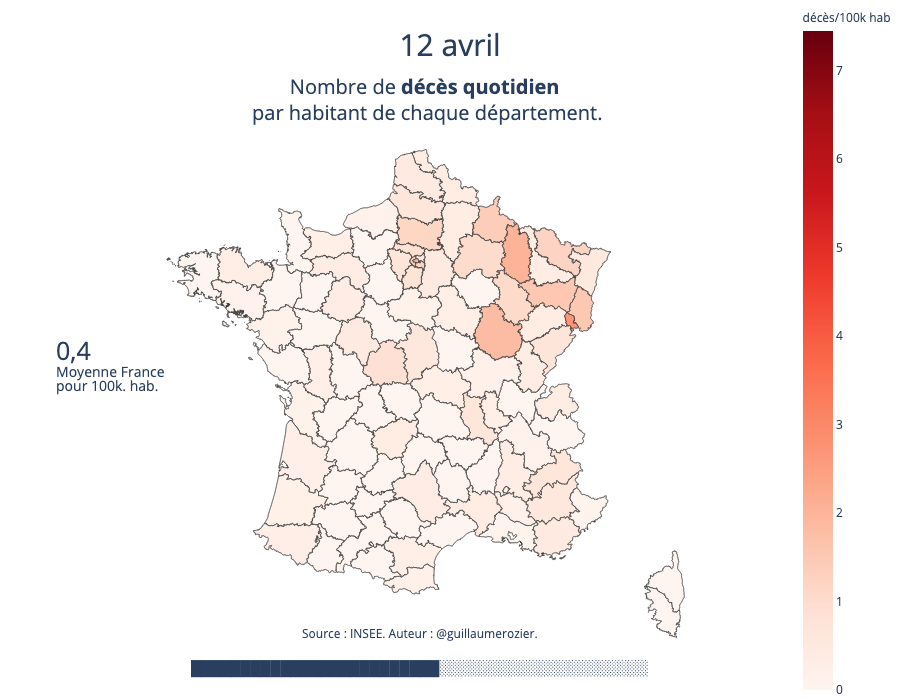 décès/100k hab
12 avril
Nombre de décès quotidien
par habitant de chaque département.
7
6
5
4
3
2
1
0
0,4
Moyenne France
pour 100k. hab.
Source : INSEE. Auteur : @guillaumerozier.